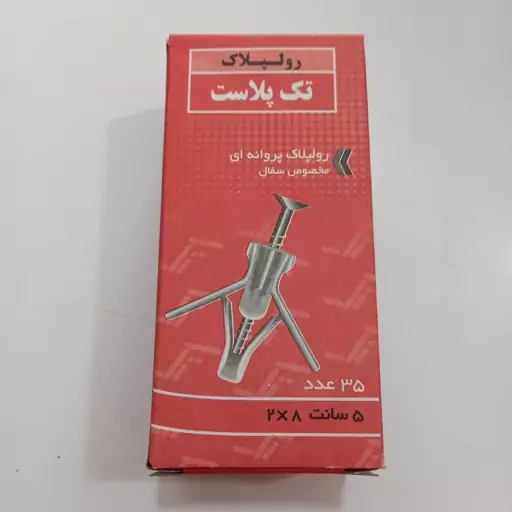 رولپلاک
تک پلاست
رولپلاک پروانه ای
مخصوص سفال
۳۵ عدد
۵ سانت ۸×۲